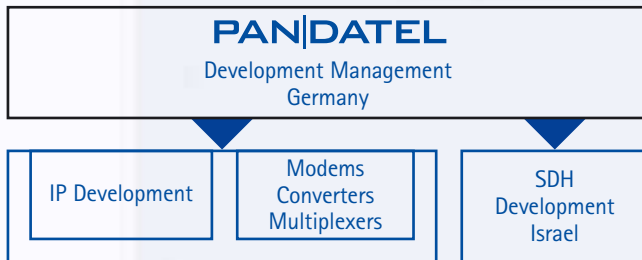 PAN|DATEL
Development Management
Germany
IP Development
Modems
Converters
Multiplexers
SDH
Development
Israel